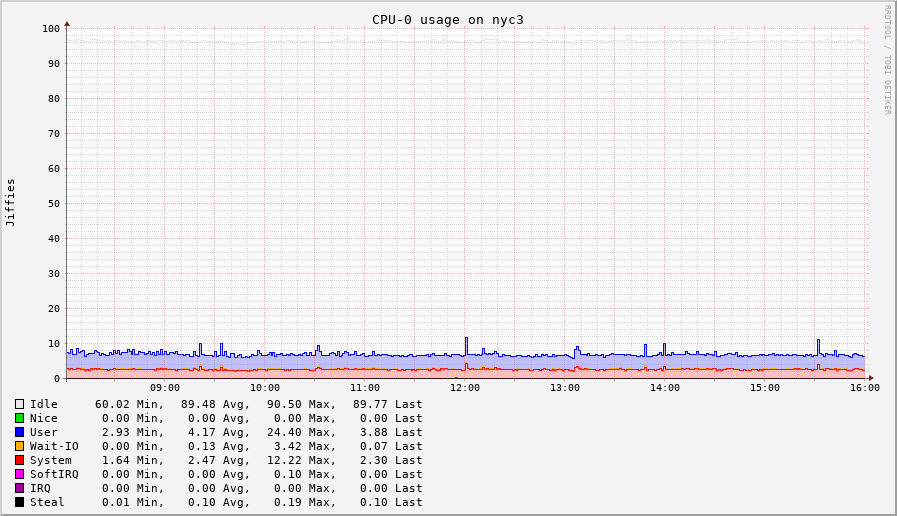 CPU-0 usage on nyc3
RRDTOOL / TOBI OETIKER
Jiffies
100
90
80
70
60
50
40
30
20
10
0
09:00 10:00 11:00 12:00 13:00 14:00 15:00 16:00
Idle 60.02 Min, 89.48 Avg, 90.50 Max, 89.77 Last
Nice 0.00 Min, 0.00 Avg, 0.00 Max, 0.00 Last
User 2.93 Min, 4.17 Avg, 24.40 Max, 3.88 Last
Wait-IO 0.00 Min, 0.13 Avg, 3.42 Max, 0.07 Last
System 1.64 Min, 2.47 Avg, 12.22 Max, 2.30 Last
SoftIRQ 0.00 Min, 0.00 Avg, 0.10 Max, 0.00 Last
IRQ 0.00 Min, 0.00 Avg, 0.00 Max, 0.00 Last
Steal 0.01 Min, 0.10 Avg, 0.19 Max, 0.10 Last